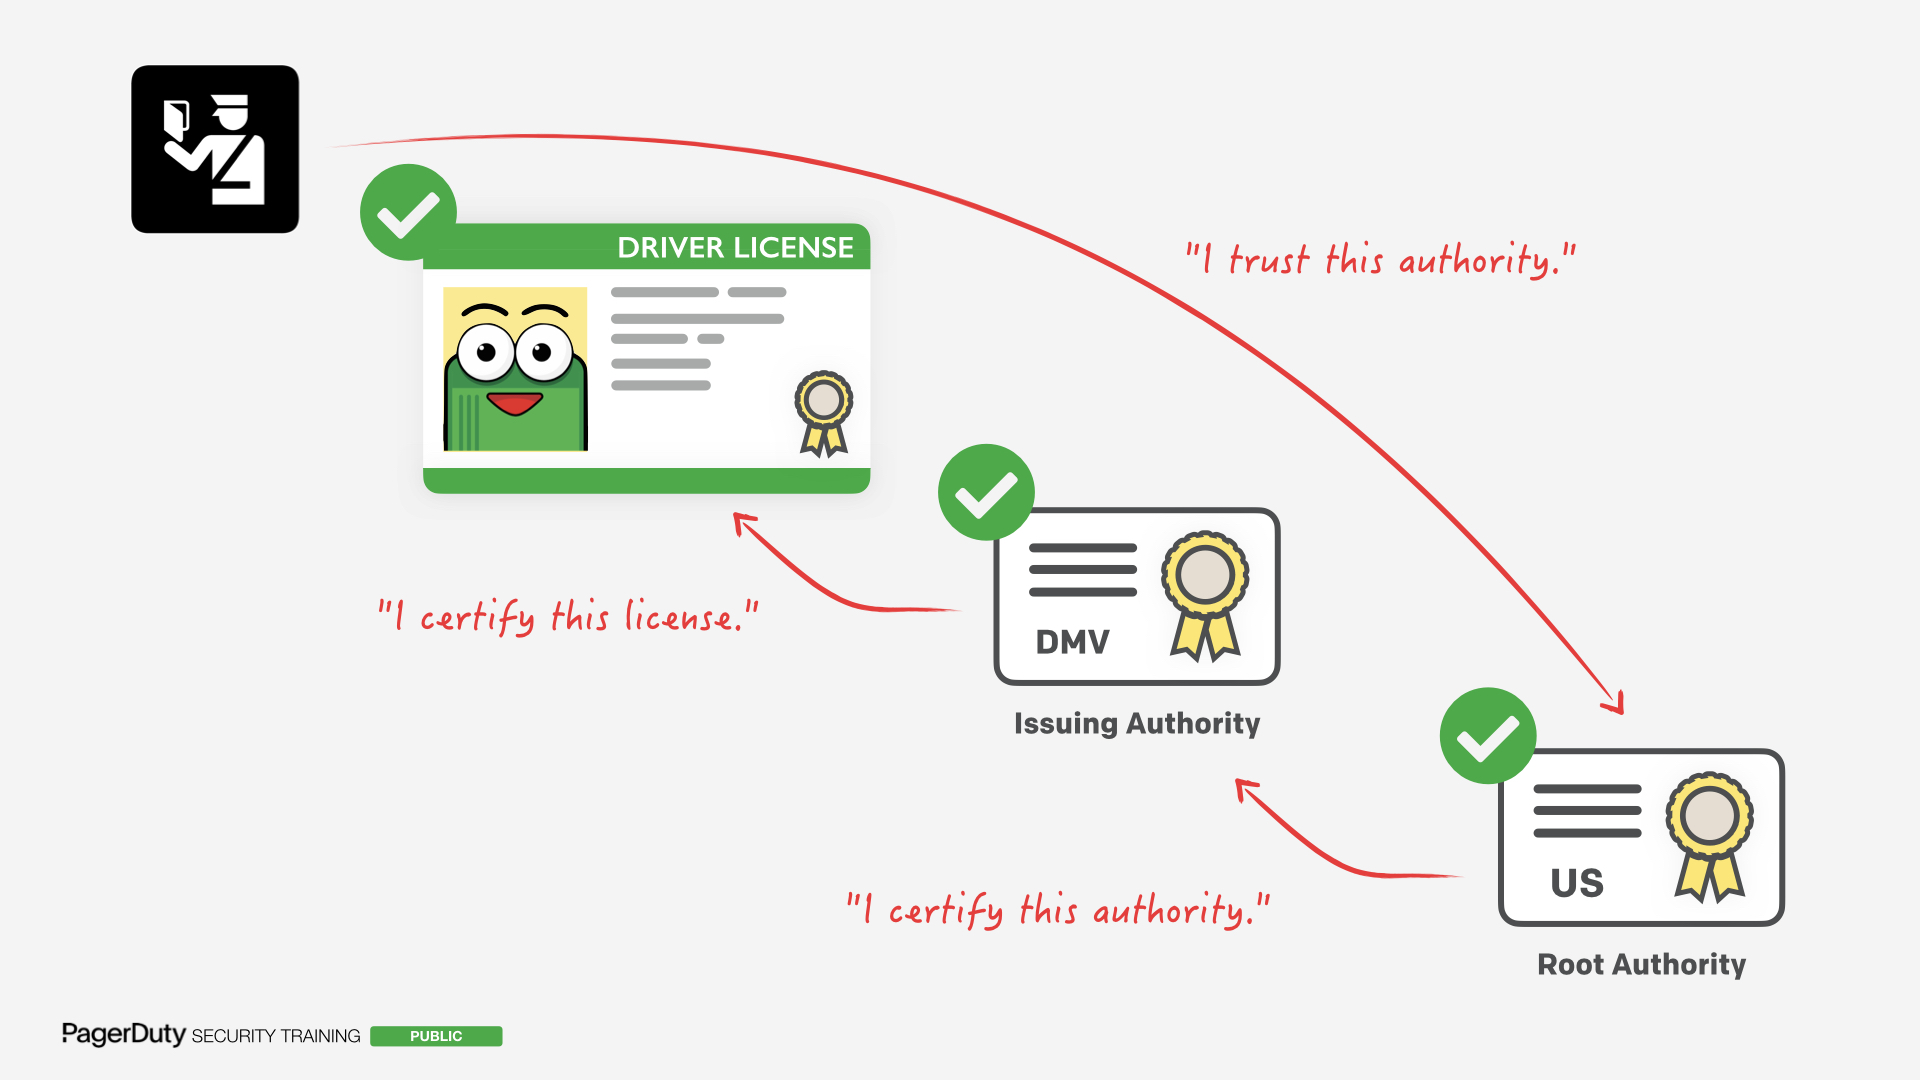 DRIVER LICENSE
"I trust this authority."
"I certify this license."
DMV
Issuing Authority
"I certify this authority."
US
Root Authority
PagerDuty SECURITY TRAINING PUBLIC